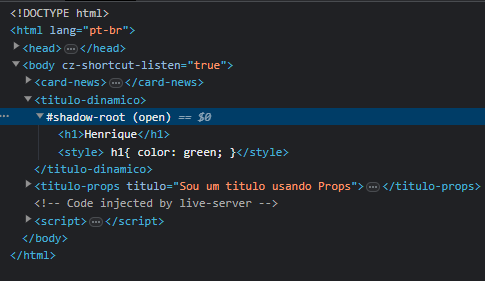 <!DOCTYPE html>
<html lang="pt-br">
<head>…</head>
<body cz-shortcut-listen="true">
<card-news>…</card-news>
<titulo-dinamico>
#shadow-root (open) == $0
<h1>Henrique</h1>
<style> h1{ color: green; }</style>
</titulo-dinamico>
<titulo-props titulo="Sou um titulo usando Props">…</titulo-props>
<!-- Code injected by live-server -->
<script>…</script>
</body>
</html>